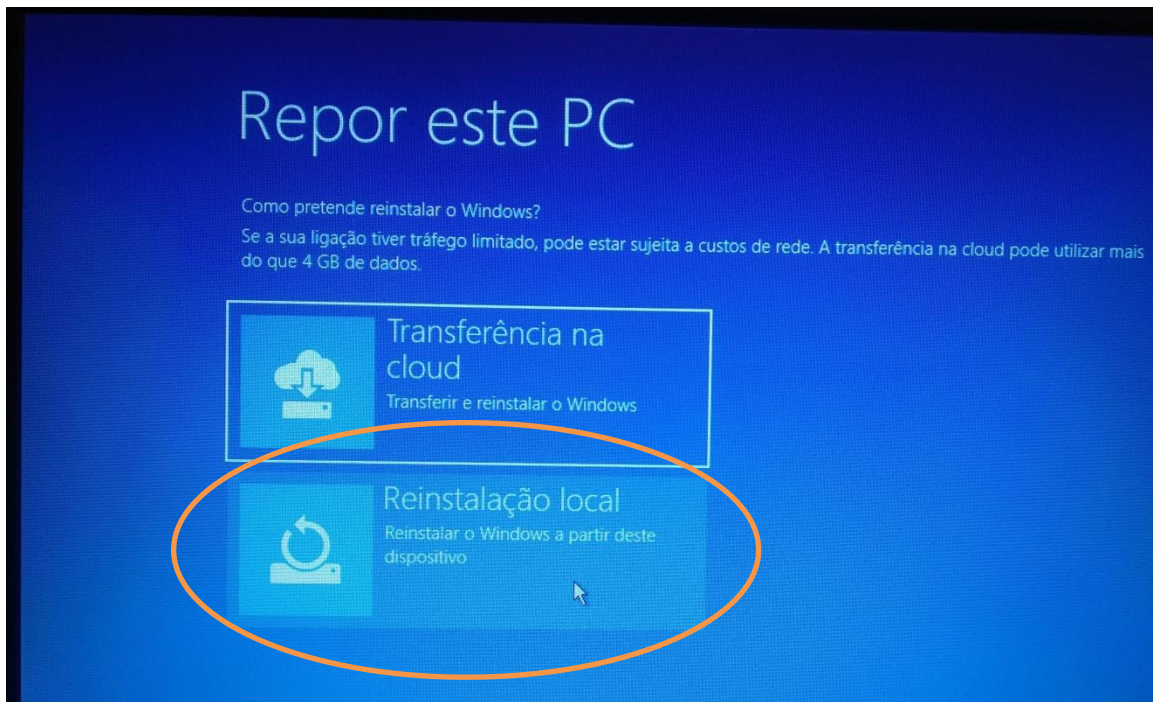 Repor este PC
Como pretende reinstalar o Windows?
Se a sua ligação tiver tráfego limitado, pode estar sujeita a custos de rede. A transferência na cloud pode utilizar mais
do que 4 GB de dados.
Transferência na
cloud
Transferir e reinstalar o Windows
Reinstalação local
Reinstalar o Windows a partir deste
dispositivo